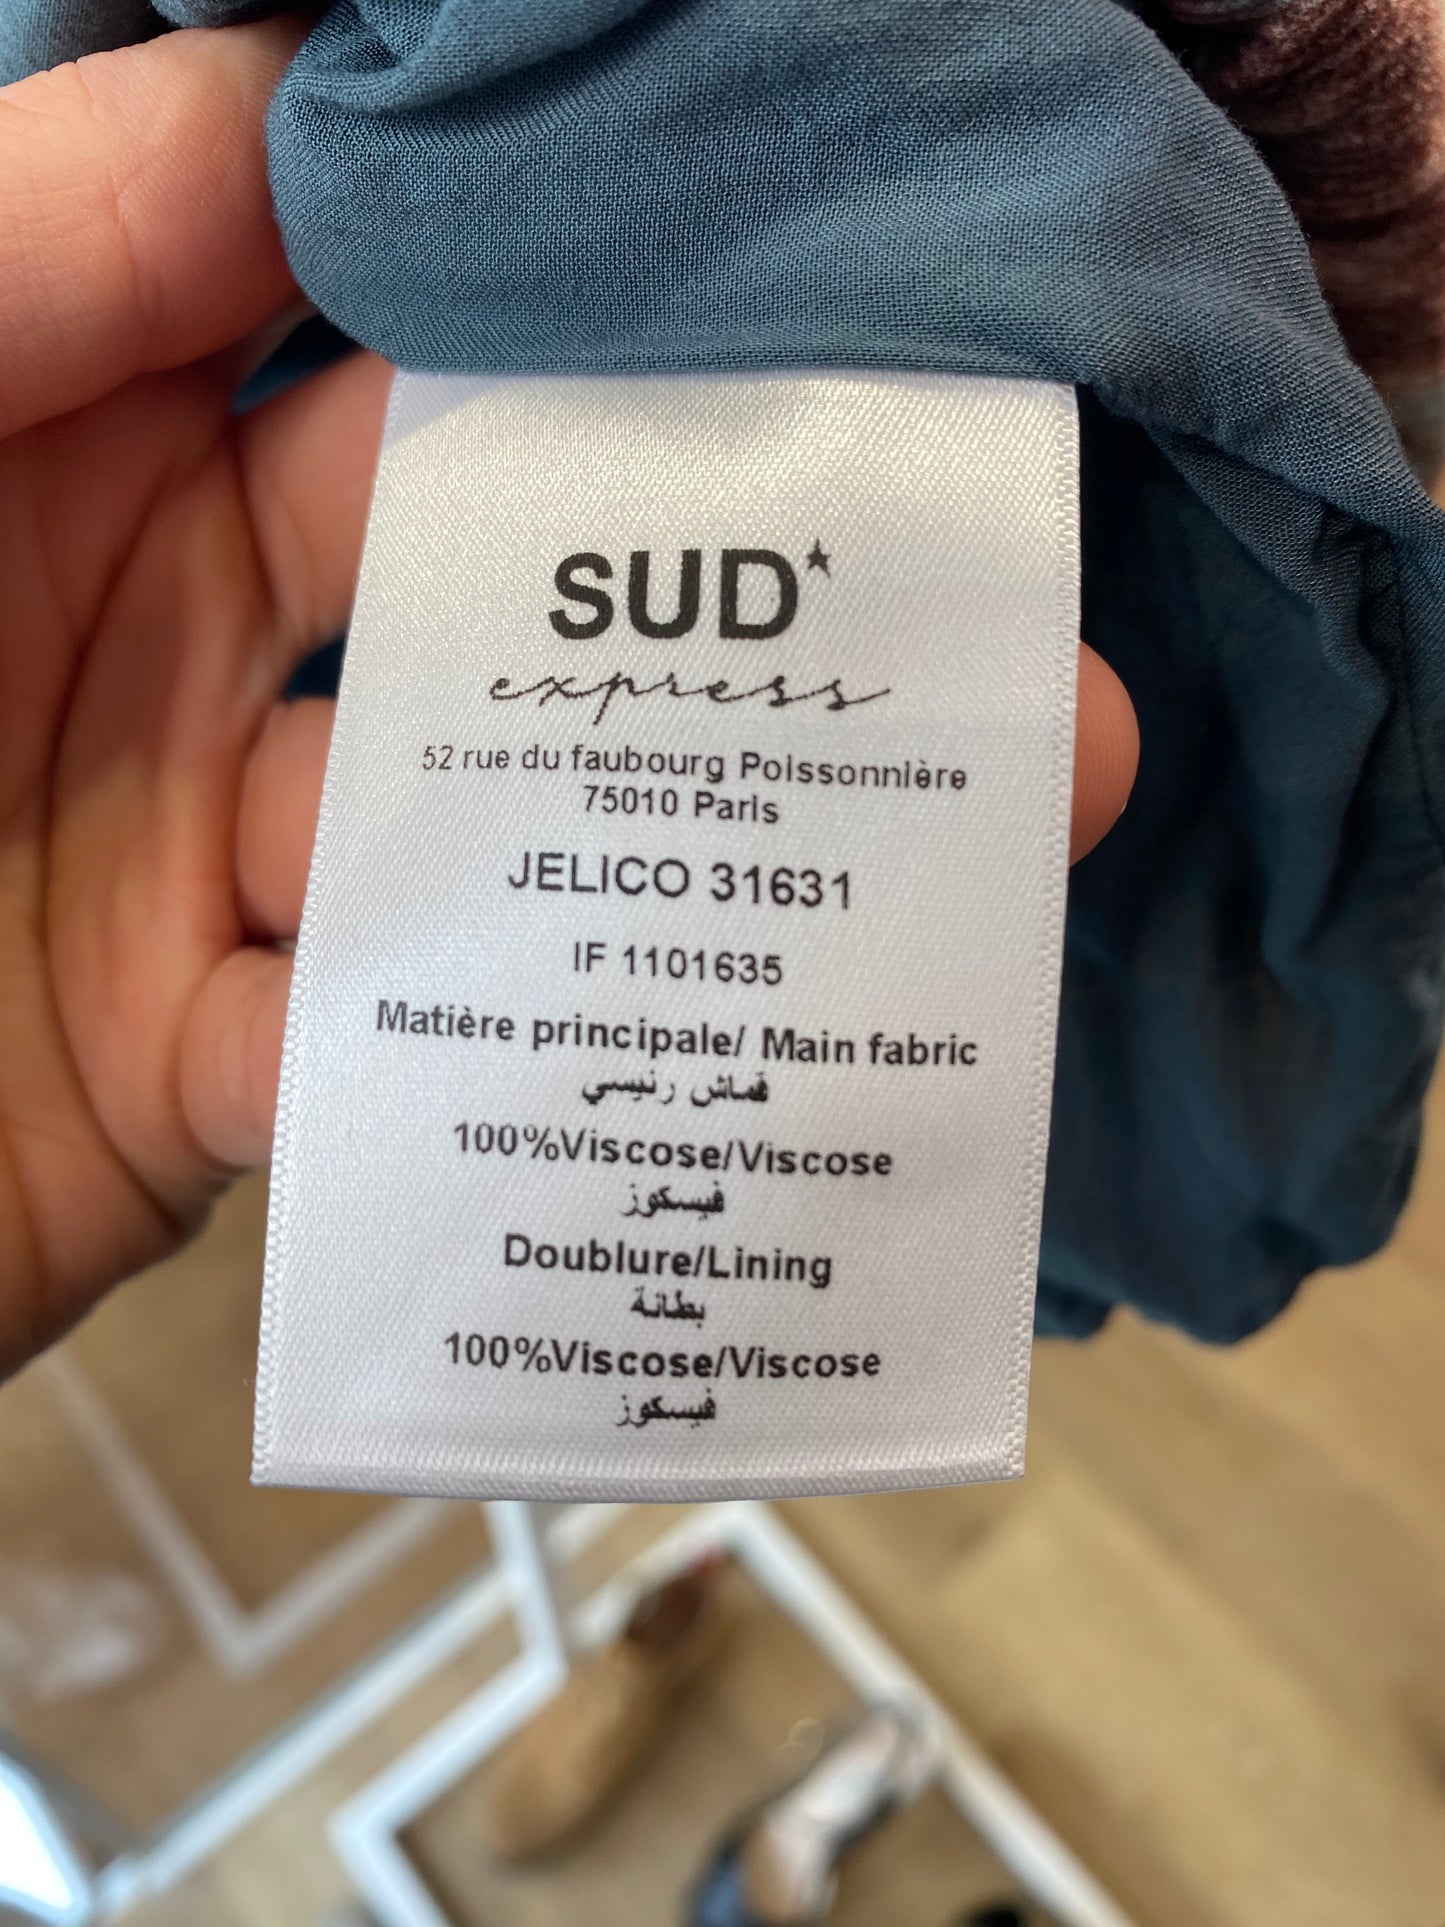 SUD*
express
52 rue du faubourg Poissonnière
75010 Paris
JELICO 31631
IF 1101635
Matière principale/ Main fabric
قماش رئيسي
100%Viscose/Viscose
فيسكوز
Doublure/Lining
بطانة
100%Viscose/Viscose
فيسكوز